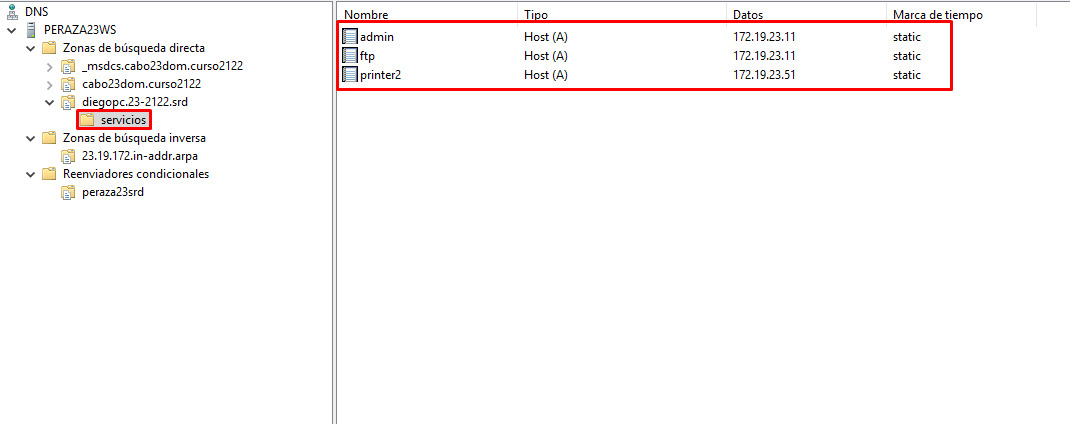 DNS
PERAZA23WS
Zonas de búsqueda directa
_msdcs.cabo23dom.curso2122
cabo23dom.curso2122
diegopc.23-2122.srd
servicios
Zonas de búsqueda inversa
23.19.172.in-addr.arpa
Reenviadores condicionales
peraza23srd
Nombre Tipo Datos Marca de tiempo
admin Host (A) 172.19.23.11 static
ftp Host (A) 172.19.23.11 static
printer2 Host (A) 172.19.23.51 static